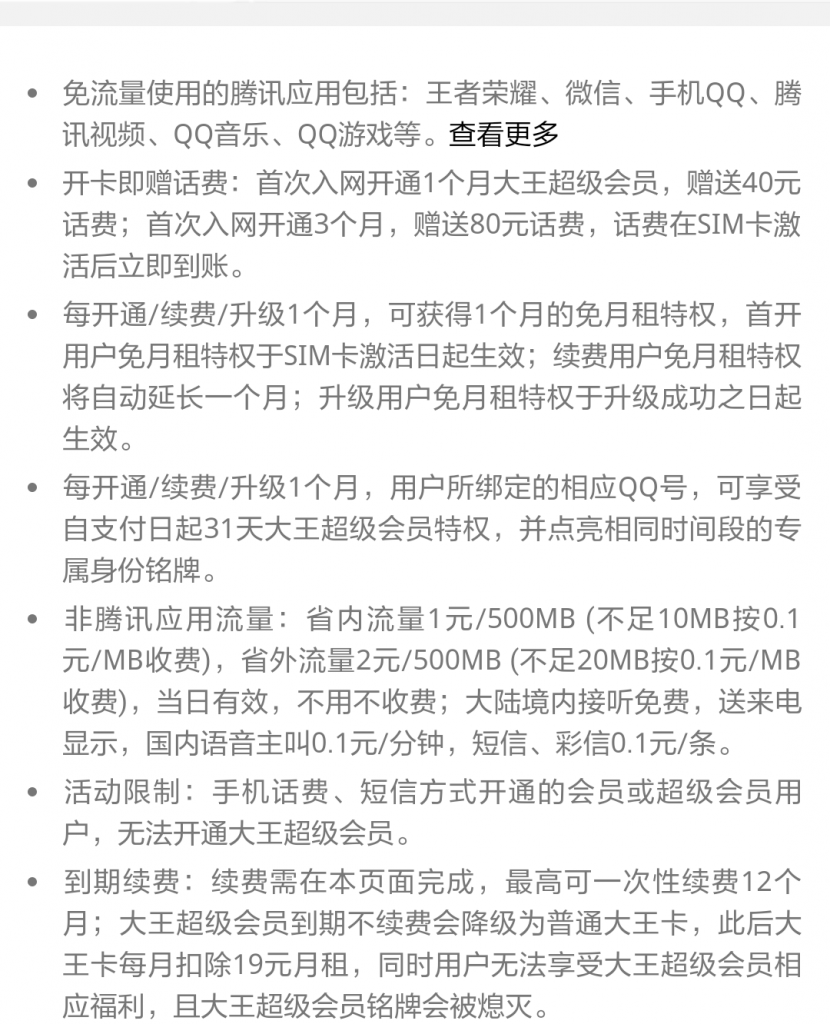 • 免流量使用的腾讯应用包括：王者荣耀、微信、手机QQ、腾
讯视频、QQ音乐、QQ游戏等。查看更多
• 开卡即赠话费：首次入网开通1个月大王超级会员，赠送40元
话费；首次入网开通3个月，赠送80元话费，话费在SIM卡激
活后立即到账。
• 每开通/续费/升级1个月，可获得1个月的免月租特权，首开
用户免月租特权于SIM卡激活日起生效；续费用户免月租特权
将自动延长一个月；升级用户免月租特权于升级成功之日起
生效。
• 每开通/续费/升级1个月，用户所绑定的相应QQ号，可享受
自支付日起31天大王超级会员特权，并点亮相同时间段的专
属身份铭牌。
• 非腾讯应用流量：省内流量1元/500MB (不足10MB按0.1
元/MB收费)，省外流量2元/500MB (不足20MB按0.1元/MB
收费)，当日有效，不用不收费；大陆境内接听免费，送来电
显示，国内语音主叫0.1元/分钟，短信、彩信0.1元/条。
• 活动限制：手机话费、短信方式开通的会员或超级会员用
户，无法开通大王超级会员。
• 到期续费：续费需在本页面完成，最高可一次性续费12个
月；大王超级会员到期不续费会降级为普通大王卡，此后大
王卡每月扣除19元月租，同时用户无法享受大王超级会员相
应福利，且大王超级会员铭牌会被熄灭。